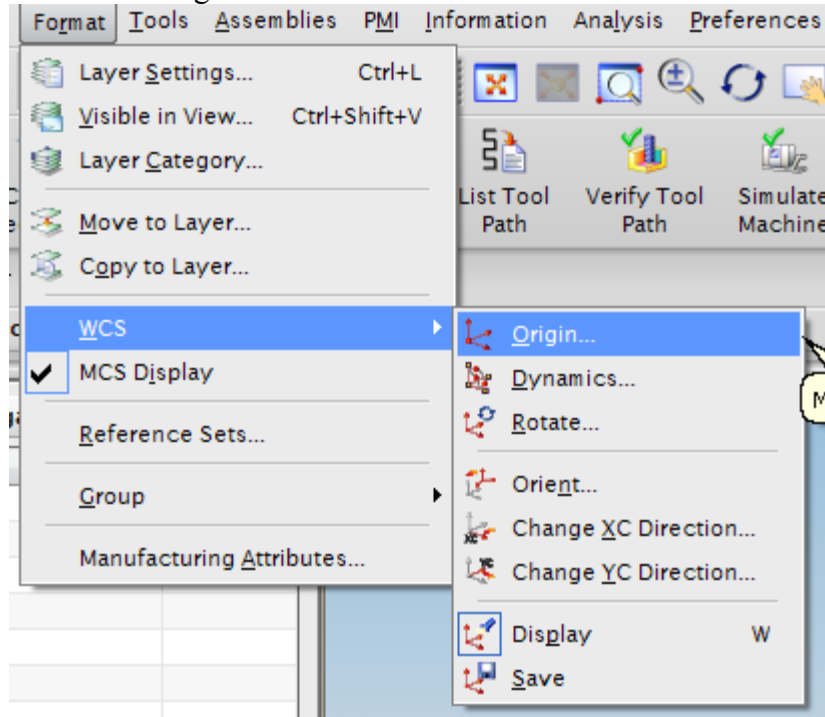 Format Tools Assemblies PMI Information Analysis Preferences
Layer Settings... Ctrl+L
Visible in View... Ctrl+Shift+V
Layer Category...
List Tool Path
Verify Tool Path
Simulate Machine
Move to Layer...
Copy to Layer...
WCS
MCS Display
Reference Sets...
Group
Manufacturing Attributes...
Origin...
Dynamics...
Rotate...
Orient...
Change XC Direction...
Change YC Direction...
Display W
Save